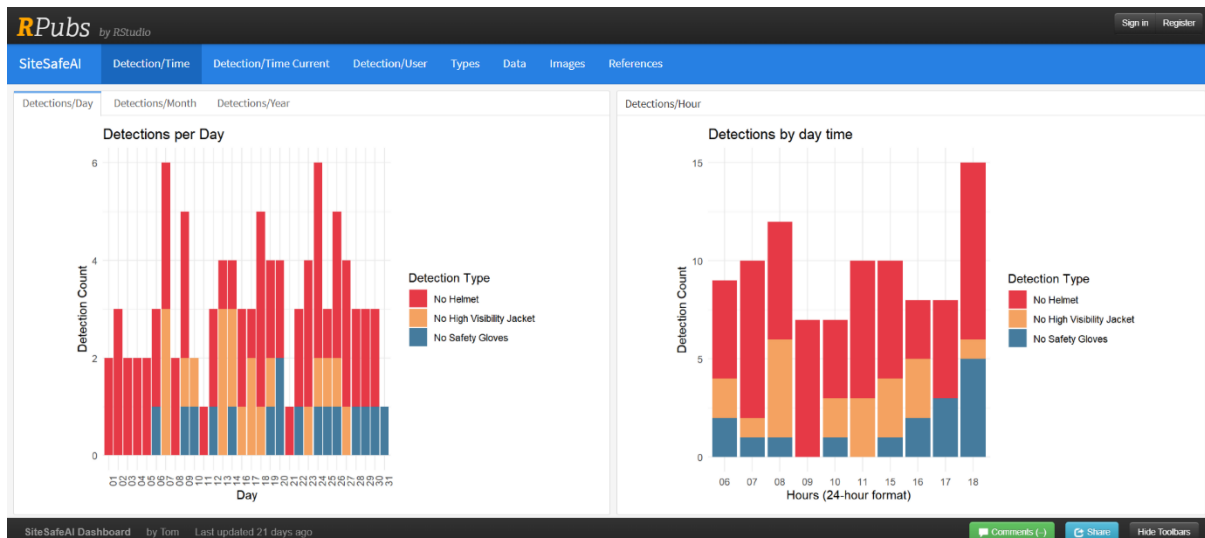 RPubs by RStudio
Sign in Register
SiteSafeAI Detection/Time Detection/Time Current Detection/User Types Data Images References
Detections/Day Detections/Month Detections/Year
Detections per Day
6
4
2
0
Detection Count
01 02 03 04 05 06 07 08 09 10 11 12 13 14 15 16 17 18 19 20 21 22 23 24 25 26 27 28 29 30 31
Day
Detection Type
No Helmet
No High Visibility Jacket
No Safety Gloves
Detections/Hour
Detections by day time
15
10
5
0
Detection Count
06 07 08 09 10 11 15 16 17 18
Hours (24-hour format)
Detection Type
No Helmet
No High Visibility Jacket
No Safety Gloves
SiteSafeAI Dashboard by Tom Last updated 21 days ago
Comments (–) Share Hide Toolbars